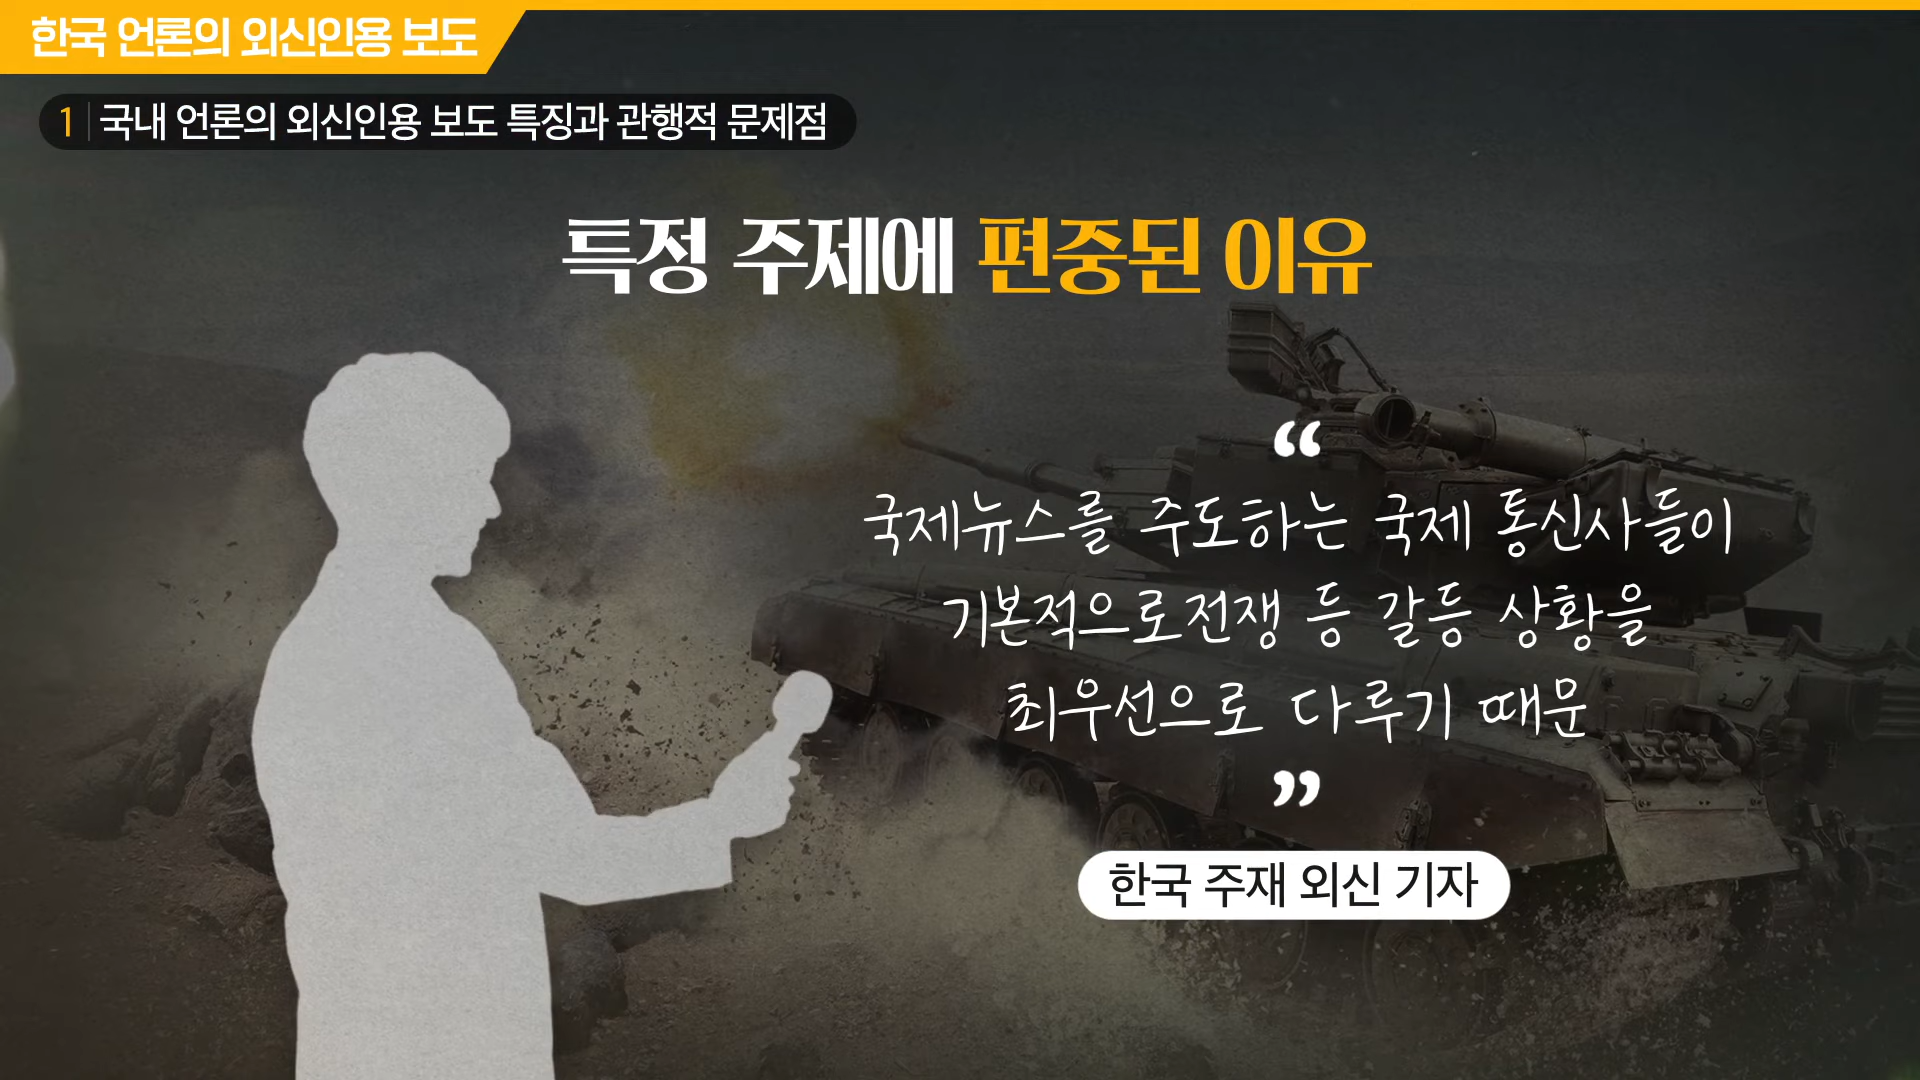 한국 언론의 외신인용 보도
1 국내 언론의 외신인용 보도 특징과 관행적 문제점
특정 주제에 편중된 이유
“
국제뉴스를 주도하는 국제 통신사들이
기본적으로 전쟁 등 갈등 상황을
최우선으로 다루기 때문
”
한국 주재 외신 기자